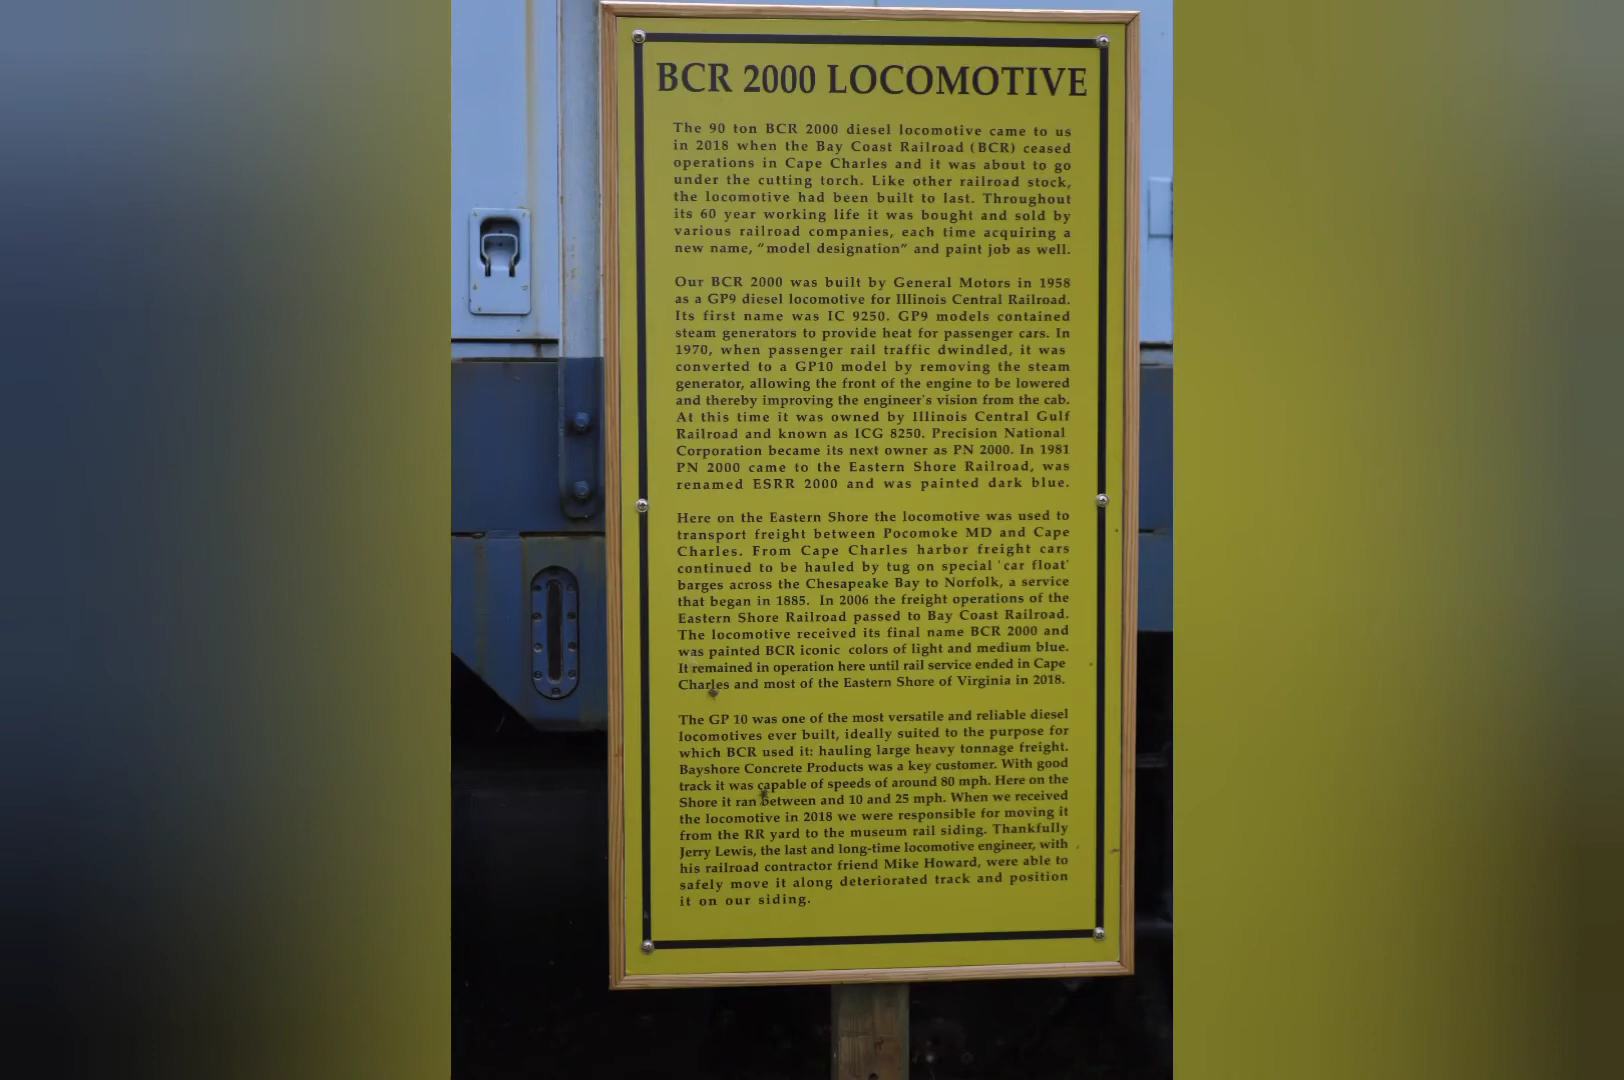 BCR 2000 LOCOMOTIVE
The 90 ton BCR 2000 diesel locomotive came to us
in 2018 when the Bay Coast Railroad (BCR) ceased
operations in Cape Charles and it was about to go
under the cutting torch. Like other railroad stock,
the locomotive had been built to last. Throughout
its 60 year working life it was bought and sold by
various railroad companies, each time acquiring a
new name, “model designation” and paint job as well.
Our BCR 2000 was built by General Motors in 1958
as a GP9 diesel locomotive for Illinois Central Railroad.
Its first name was IC 9250. GP9 models contained
steam generators to provide heat for passenger cars. In
1970, when passenger rail traffic dwindled, it was
converted to a GP10 model by removing the steam
generator, allowing the front of the engine to be lowered
and thereby improving the engineer's vision from the cab.
At this time it was owned by Illinois Central Gulf
Railroad and known as ICG 8250. Precision National
Corporation became its next owner as PN 2000. In 1981
PN 2000 came to the Eastern Shore Railroad, was
renamed ESRR 2000 and was painted dark blue.
Here on the Eastern Shore the locomotive was used to
transport freight between Pocomoke MD and Cape
Charles. From Cape Charles harbor freight cars
continued to be hauled by tug on special 'car float'
barges across the Chesapeake Bay to Norfolk, a service
that began in 1885. In 2006 the freight operations of the
Eastern Shore Railroad passed to Bay Coast Railroad.
The locomotive received its final name BCR 2000 and
was painted BCR iconic colors of light and medium blue.
It remained in operation here until rail service ended in Cape
Charles and most of the Eastern Shore of Virginia in 2018.
The GP 10 was one of the most versatile and reliable diesel
locomotives ever built, ideally suited to the purpose for
which BCR used it: hauling large heavy tonnage freight.
Bayshore Concrete Products was a key customer. With good
track it was capable of speeds of around 80 mph. Here on the
Shore it ran between and 10 and 25 mph. When we received
the locomotive in 2018 we were responsible for moving it
from the RR yard to the museum rail siding. Thankfully
Jerry Lewis, the last and long-time locomotive engineer, with
his railroad contractor friend Mike Howard, were able to
safely move it along deteriorated track and position
it on our siding.